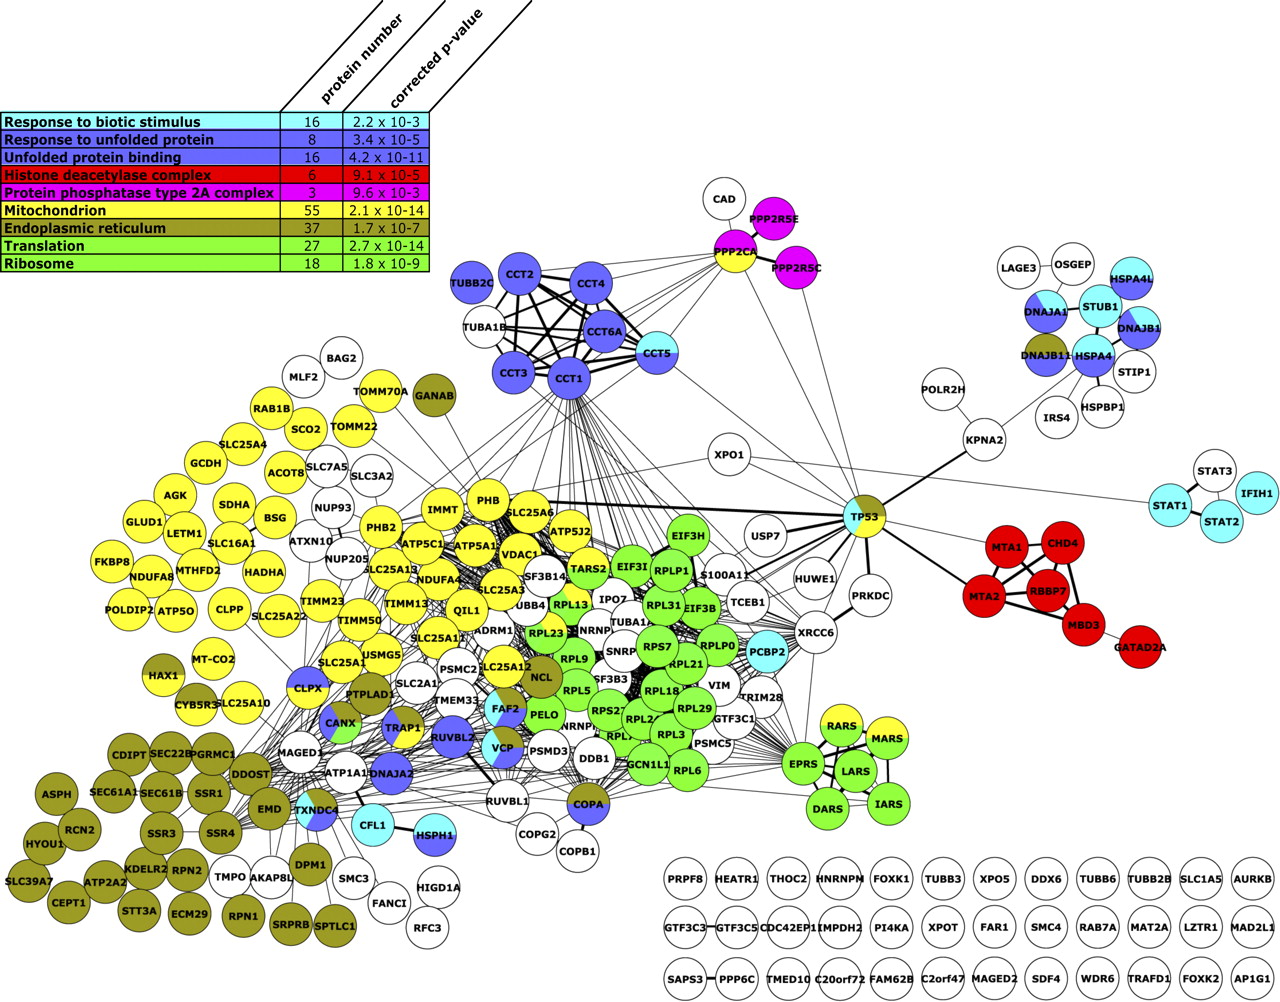 protein number
corrected p-value
Response to biotic stimulus 16 2.2 x 10-3
Response to unfolded protein 8 3.4 x 10-5
Unfolded protein binding 16 4.2 x 10-11
Histone deacetylase complex 6 9.1 x 10-5
Protein phosphatase type 2A complex 3 9.6 x 10-3
Mitochondrion 55 2.1 x 10-14
Endoplasmic reticulum 37 1.7 x 10-7
Translation 27 2.7 x 10-14
Ribosome 18 1.8 x 10-9
CAD
PPP2R5E
PPP2CA
PPP2R5C
TUBB2C
CCT2
CCT4
TUBA1B
CCT6A
CCT5
CCT3
CCT1
LAGE3
OSGEP
HSPA4L
STUB1
DNAJA1
DNAJB1
DNAJB11
HSPA4
STIP1
HSPBP1
IRS4
POLR2H
KPNA2
BAG2
MLF2
TOMM70A
GANAB
RAB1B
SCO2
TOMM22
SLC25A4
GCDH
ACOT8
SLC7A5
SLC3A2
AGK
SDHA
BSG
NUP93
GLUD1
LETM1
SLC16A1
ATXN10
NUP205
FKBP8
NDUFA8
MTHFD2
HADHA
POLDIP2
ATP5O
CLPP
SLC25A22
TIMM23
XPO1
STAT3
IFIH1
STAT1
STAT2
TP53
IMMT
PHB
SLC25A6
PHB2
ATP5C1
ATP5A1
ATP5J2
VDAC1
SLC25A13
NDUFA4
SLC25A3
SF3B14
TARS2
EIF3I
EIF3H
RPLP1
S100A11
USP7
HUWE1
PRKDC
TCEB1
XRCC6
MTA1
CHD4
MTA2
RBBP7
MBD3
GATAD2A
TIMM13
TIMM50
QIL1
UBB4
RPL13
IPO7
RPL31
EIF3B
SLC25A11
ADRM1
RPL23
TUBA1
RPS7
RPLP0
PCBP2
USMG5
SLC25A1
PSMC2
SLC25A12
NCL
RPL9
SNRP
RPL21
SF3B3
MT-CO2
HAX1
CYB5R3
SLC25A10
CLPX
PTPLAD1
SLC2A1
TMEM33
FAF2
RPL5
PELO
RPS2
RPL18
RPL29
VIM
TRIM28
GTF3C1
PSMC5
RPL3
CANX
TRAP1
RUVBL2
VCP
PSMD3
DDB1
GCN1L1
RPL6
RARS
MARS
EPRS
LARS
DARS
IARS
CDIPT
SEC22B
PGRMC1
DDOST
MAGED1
ATP1A1
DNAJA2
ASPH
SEC61A1
SEC61B
SSR1
EMD
TXNDC4
CFL1
HSPH1
RUVBL1
COPA
COPG2
COPB1
RCN2
HYOU1
SSR3
SSR4
SLC39A7
ATP2A2
KDELR2
RPN2
TMPO
AKAP8L
DPM1
SMC3
HIGD1A
FANCI
RFC3
CEPT1
STT3A
ECM29
RPN1
SRPRB
SPTLC1
PRPF8 HEATR1 THOC2 HNRNPM FOXK1 TUBB3 XPO5 DDX6 TUBB6 TUBB2B SLC1A5 AURKB
GTF3C3 GTF3C5 CDC42EP1 IMPDH2 PI4KA XPOT FAR1 SMC4 RAB7A MAT2A LZTR1 MAD2L1
SAPS3 PPP6C TMED10 C20orf72 FAM62B C2orf47 MAGED2 SDF4 WDR6 TRAFD1 FOXK2 AP1G1